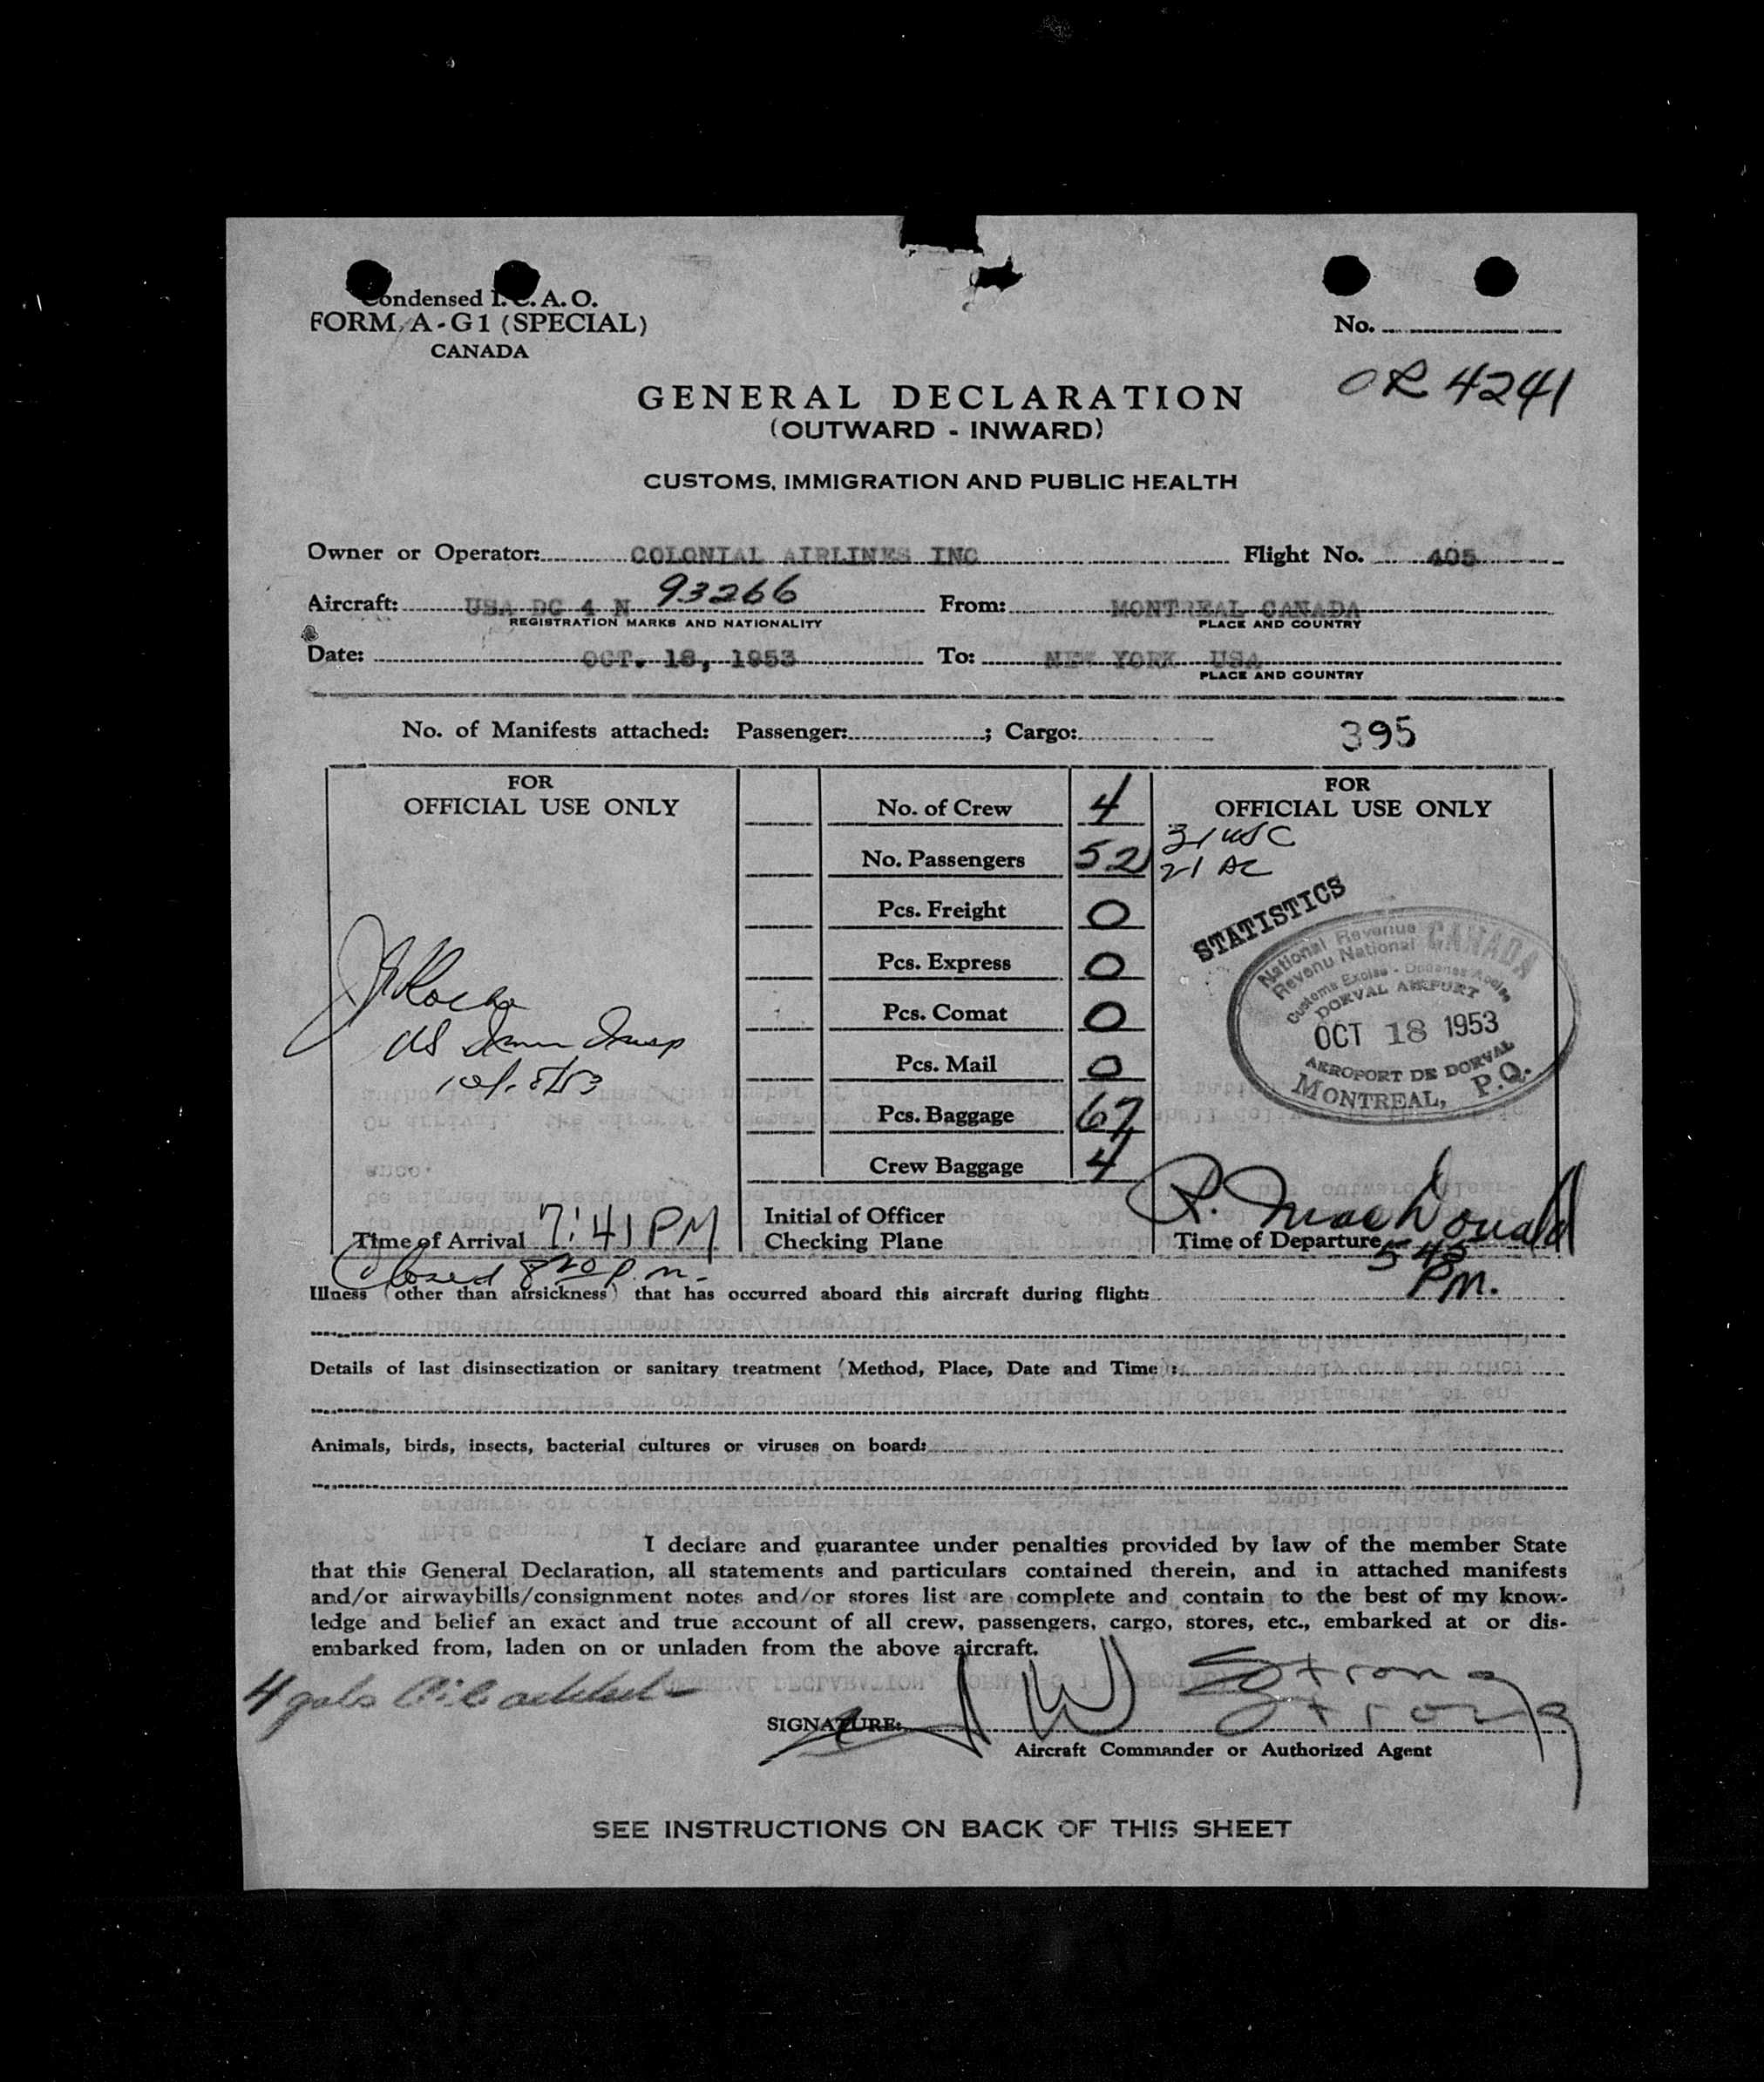 Condensed I. C. A. O.
FORM A - G 1 (SPECIAL)
CANADA
No.
OR 4241
GENERAL DECLARATION
(OUTWARD - INWARD)
CUSTOMS, IMMIGRATION AND PUBLIC HEALTH
Owner or Operator: COLONIAL AIRLINES INC Flight No. 405
Aircraft: USA DC 4 N 93266 From: MONTREAL CANADA
REGISTRATION MARKS AND NATIONALITY PLACE AND COUNTRY
Date: OCT. 18, 1953 To: NEW YORK USA
PLACE AND COUNTRY
No. of Manifests attached: Passenger: ; Cargo: 395
FOR
OFFICIAL USE ONLY
US Imm Insp
Time of Arrival 7:41 PM
Closed 8 20 p.m.
No. of Crew 4
No. Passengers 52
Pcs. Freight 0
Pcs. Express 0
Pcs. Comat 0
Pcs. Mail 0
Pcs. Baggage 67
Crew Baggage 4
Initial of Officer
Checking Plane
FOR
OFFICIAL USE ONLY
31 USC
21 AC
STATISTICS
National Revenue CANADA
Revenu National
Customs Excise - Douanes Accise
DORVAL AIRPORT
OCT 18 1953
AEROPORT DE DORVAL
MONTREAL, P.Q.
R. MacDonald
Time of Departure 5 45
PM.
Illness (other than airsickness) that has occurred aboard this aircraft during flight:
Details of last disinsectization or sanitary treatment (Method, Place, Date and Time):
Animals, birds, insects, bacterial cultures or viruses on board:
I declare and guarantee under penalties provided by law of the member State
that this General Declaration, all statements and particulars contained therein, and in attached manifests
and/or airwaybills/consignment notes and/or stores list are complete and contain to the best of my know-
ledge and belief an exact and true account of all crew, passengers, cargo, stores, etc., embarked at or dis-
embarked from, laden on or unladen from the above aircraft.
4 gals Oil added
Strong
SIGNATURE: J W Strong
Aircraft Commander or Authorized Agent
SEE INSTRUCTIONS ON BACK OF THIS SHEET